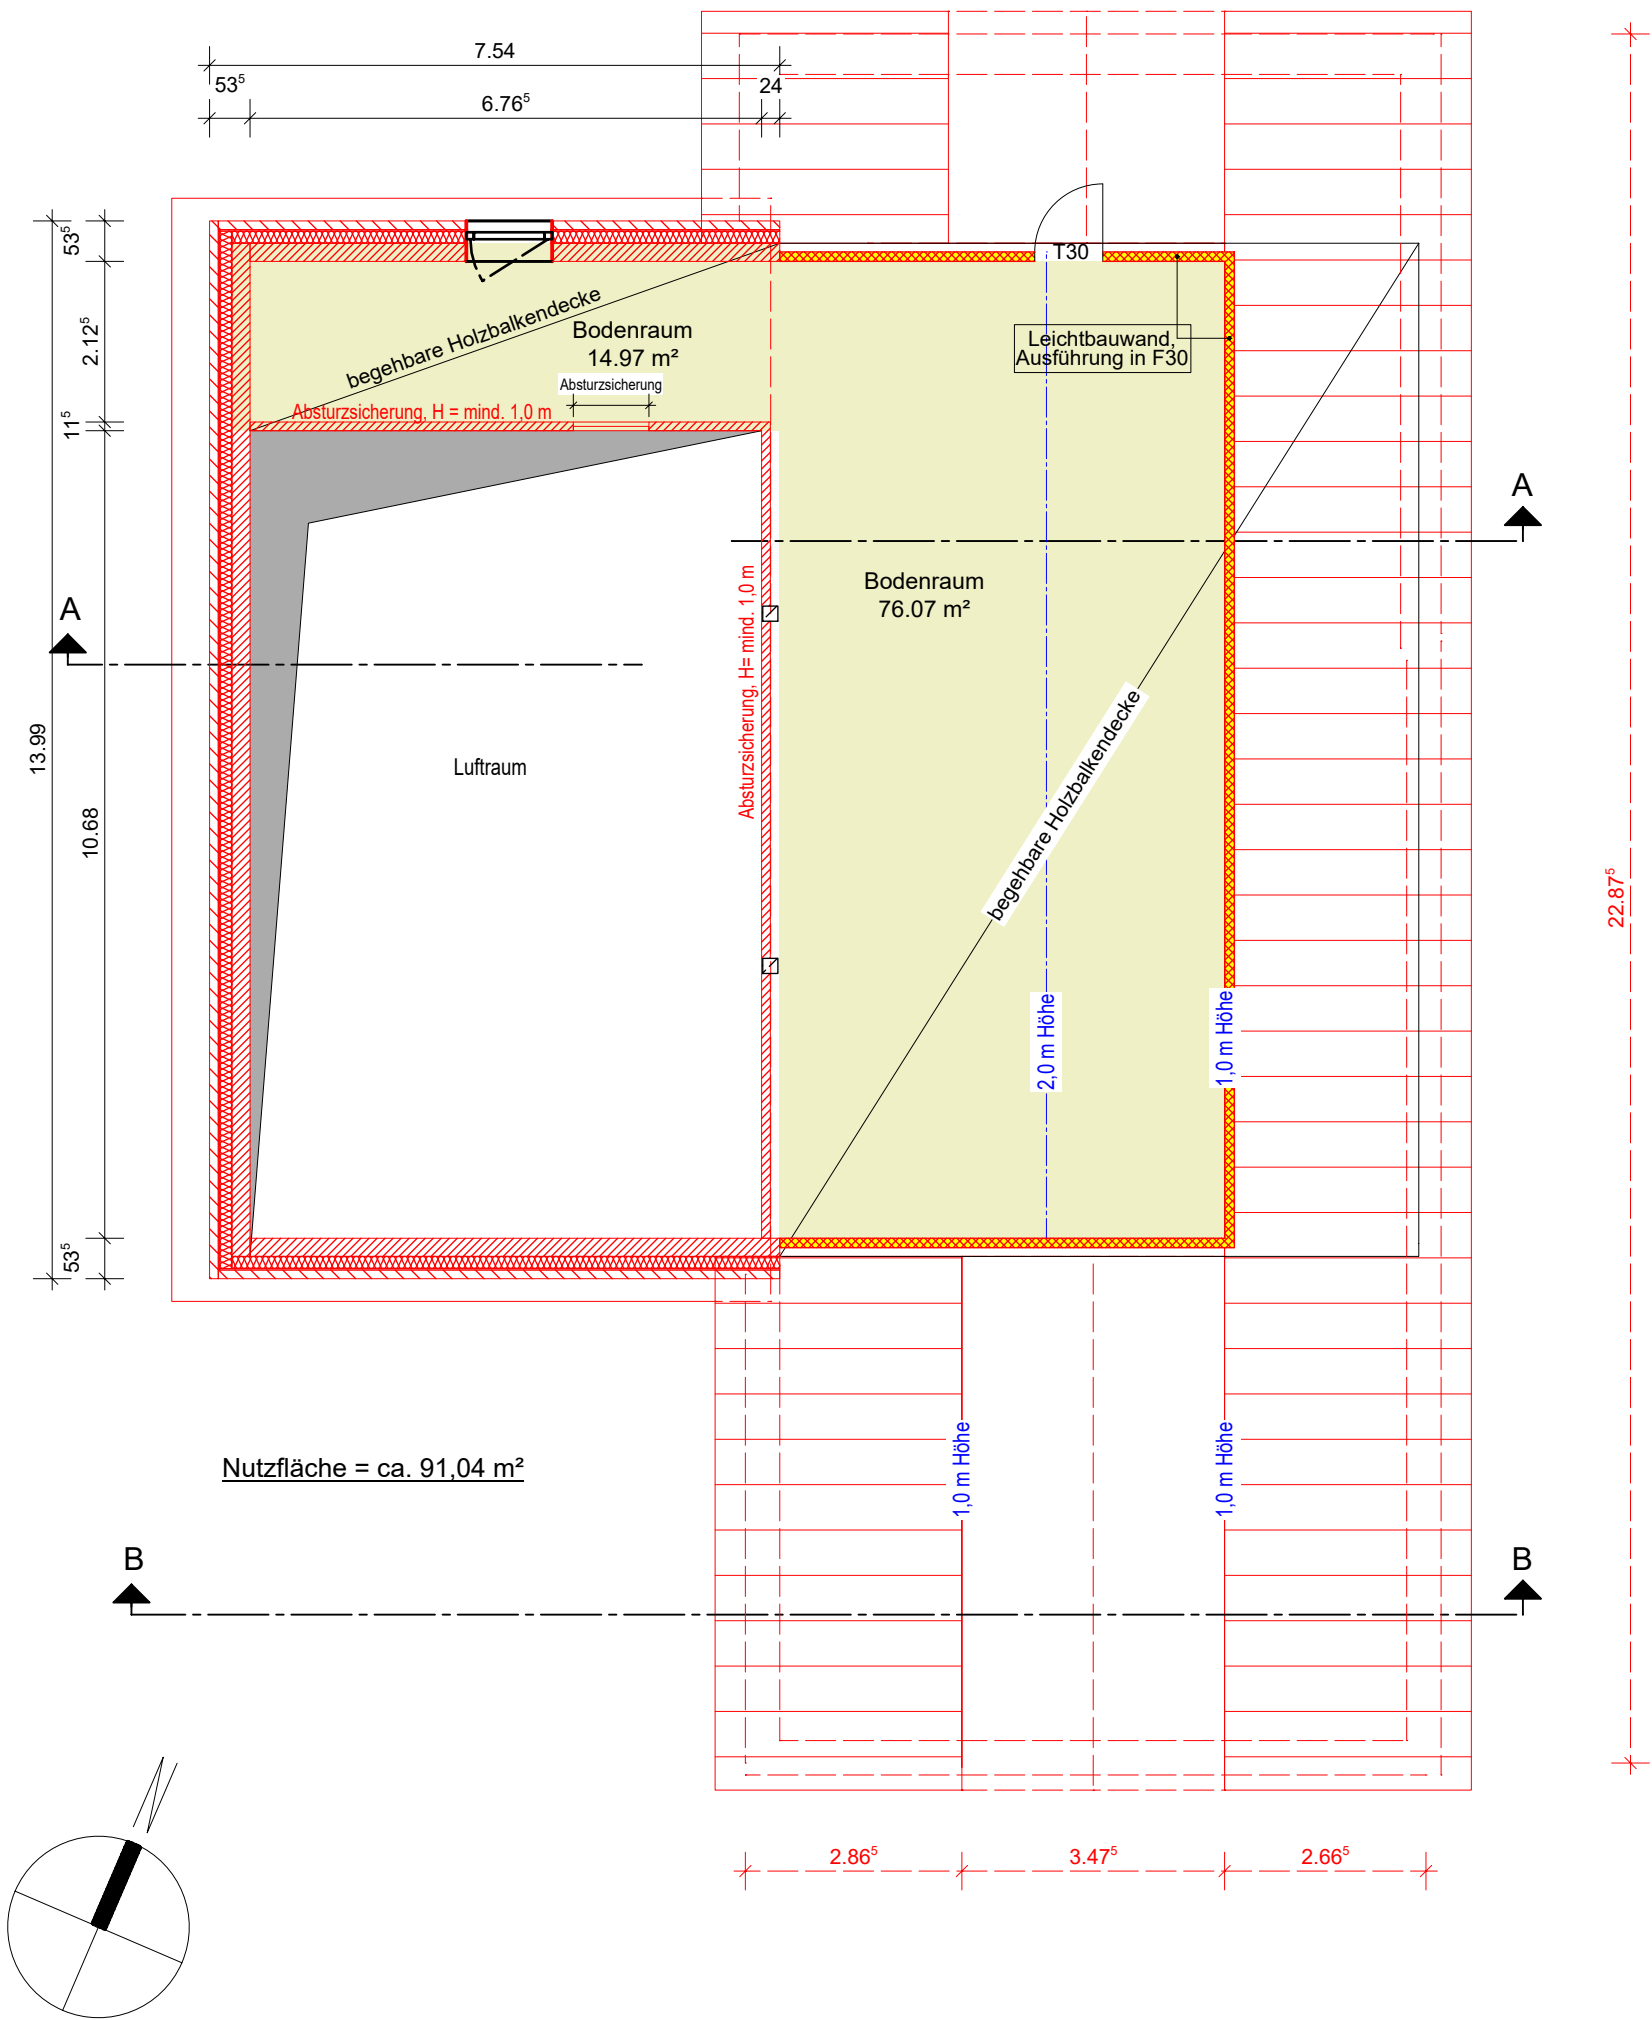 7.54
53⁵
6.76⁵
24
53⁵
2.12⁵
11⁵
13.99
10.68
53⁵
T30
begehbare Holzbalkendecke
Bodenraum
14.97 m²
Absturzsicherung
Absturzsicherung, H = mind. 1,0 m
Leichtbauwand,
Ausführung in F30
A
A
Bodenraum
76.07 m²
Absturzsicherung, H= mind. 1,0 m
Luftraum
begehbare Holzbalkendecke
22.87⁵
2,0 m Höhe
1,0 m Höhe
1,0 m Höhe
1,0 m Höhe
Nutzfläche = ca. 91,04 m²
B
B
2.86⁵
3.47⁵
2.66⁵